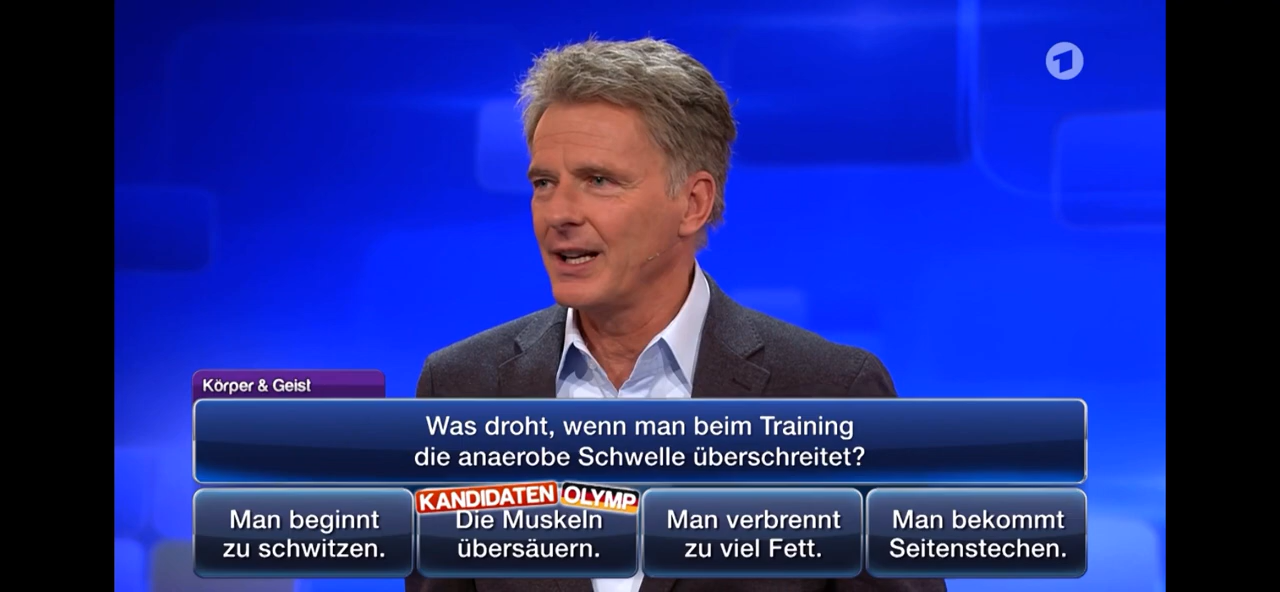 Körper & Geist
Was droht, wenn man beim Training
die anaerobe Schwelle überschreitet?
Man beginnt
zu schwitzen.
KANDIDATEN OLYMP
Die Muskeln
übersäuern.
Man verbrennt
zu viel Fett.
Man bekommt
Seitenstechen.
1